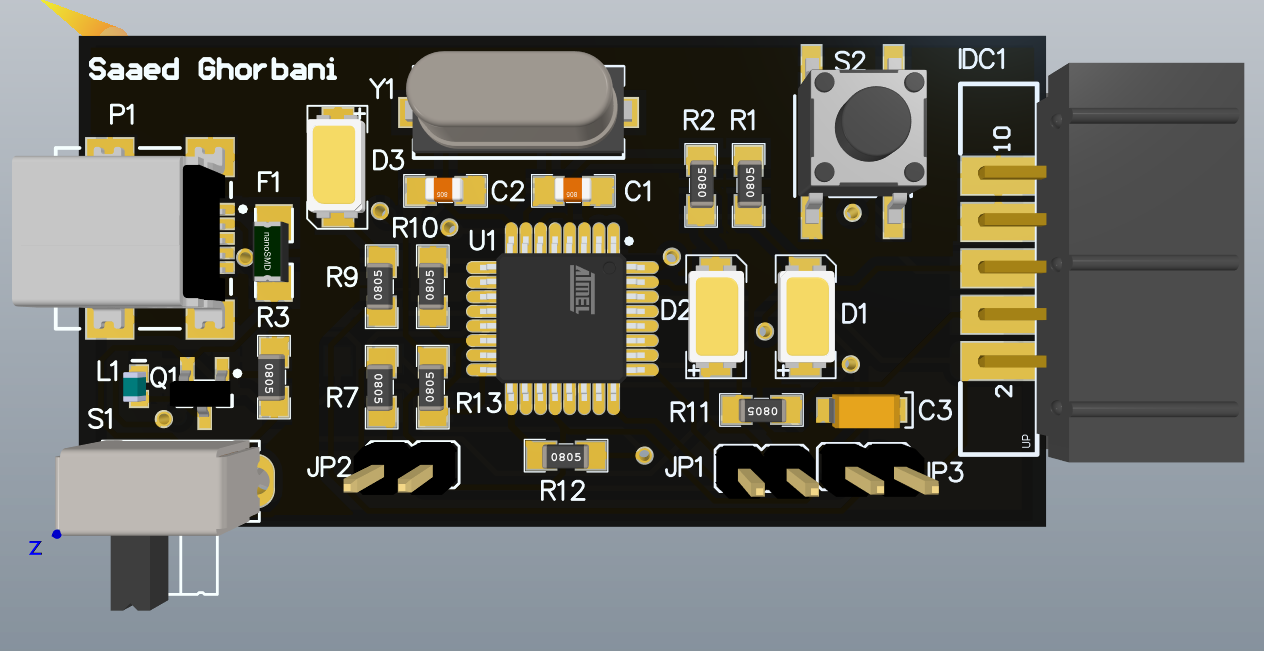 Saaed Ghorbani
IDC1
S2
Y1
P1
R2
R1
10
D3
F1
nanoSMD
805
C2
805
C1
0805
0805
R10
U1
R9
0805
0805
ATMEL
D2
D1
R3
L1
Q1
0805
R7
0805
0805
R13
R11
0805
C3
2
S1
UP
JP2
0805
R12
JP1
JP3
Z